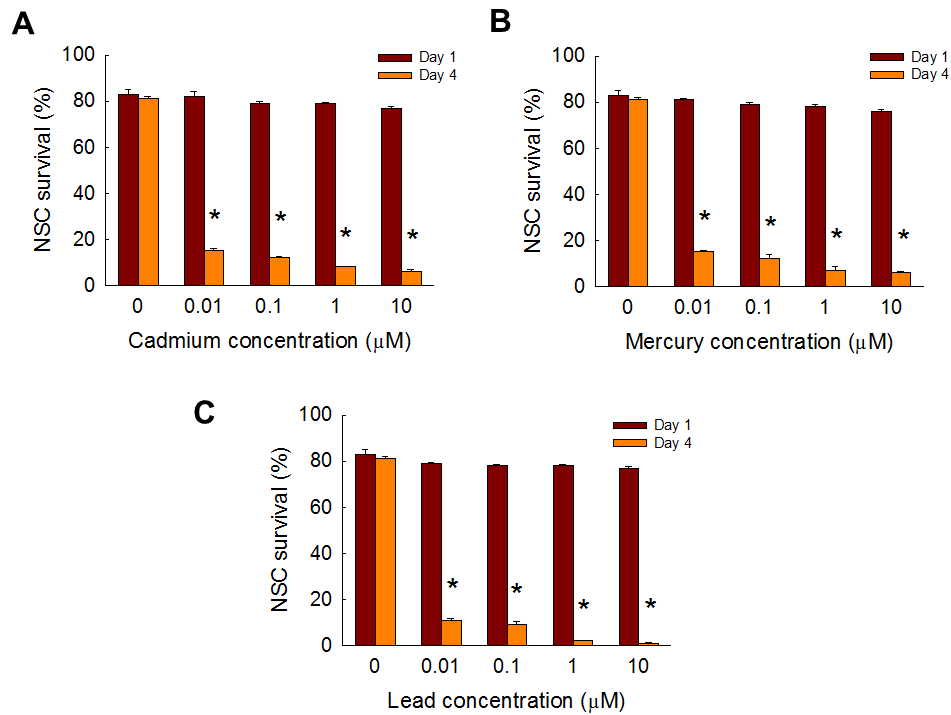 A
NSC survival (%)
100
80
60
40
20
0
Day 1
Day 4
*
*
*
*
0 0.01 0.1 1 10
Cadmium concentration (µM)
B
NSC survival (%)
100
80
60
40
20
0
Day 1
Day 4
*
*
*
*
0 0.01 0.1 1 10
Mercury concentration (µM)
C
NSC survival (%)
100
80
60
40
20
0
Day 1
Day 4
*
*
*
*
0 0.01 0.1 1 10
Lead concentration (µM)